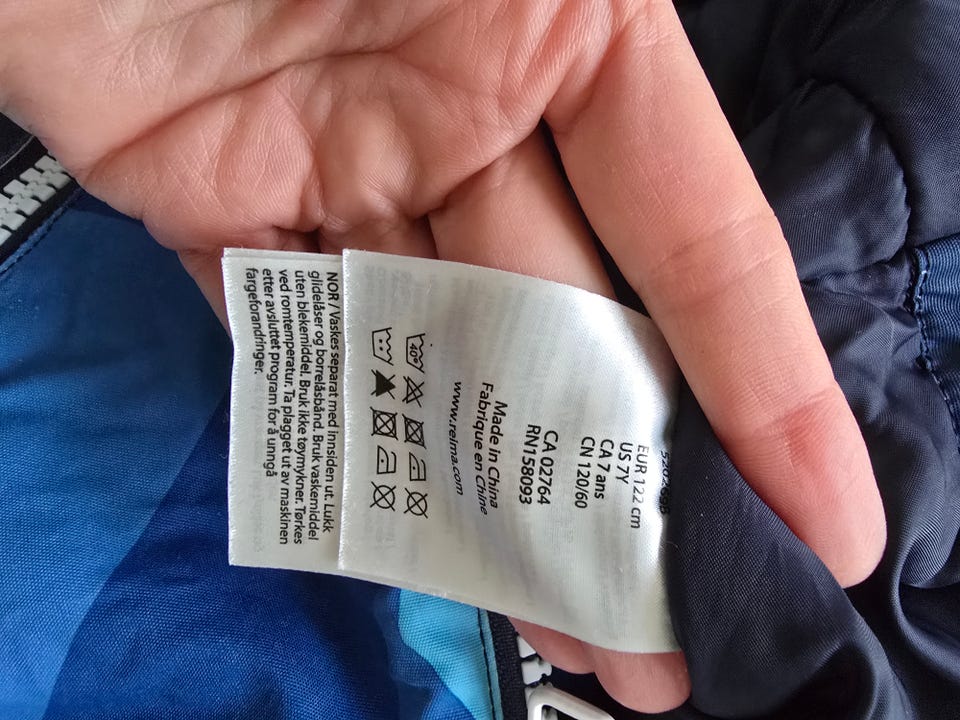 EUR 122 cm
US 7Y
CA 7 ans
CN 120/60
CA 02764
RN158093
Made in China
Fabrique en Chine
www.reima.com
40°
NOR / Vaskes separat med innsiden ut. Lukk
glidelåser og borrelåsbånd. Bruk vaskemiddel
uten blekemiddel. Bruk ikke tøymykner. Tørkes
ved romtemperatur. Ta plagget ut av maskinen
etter avsluttet program for å unngå
fargeforandringer.